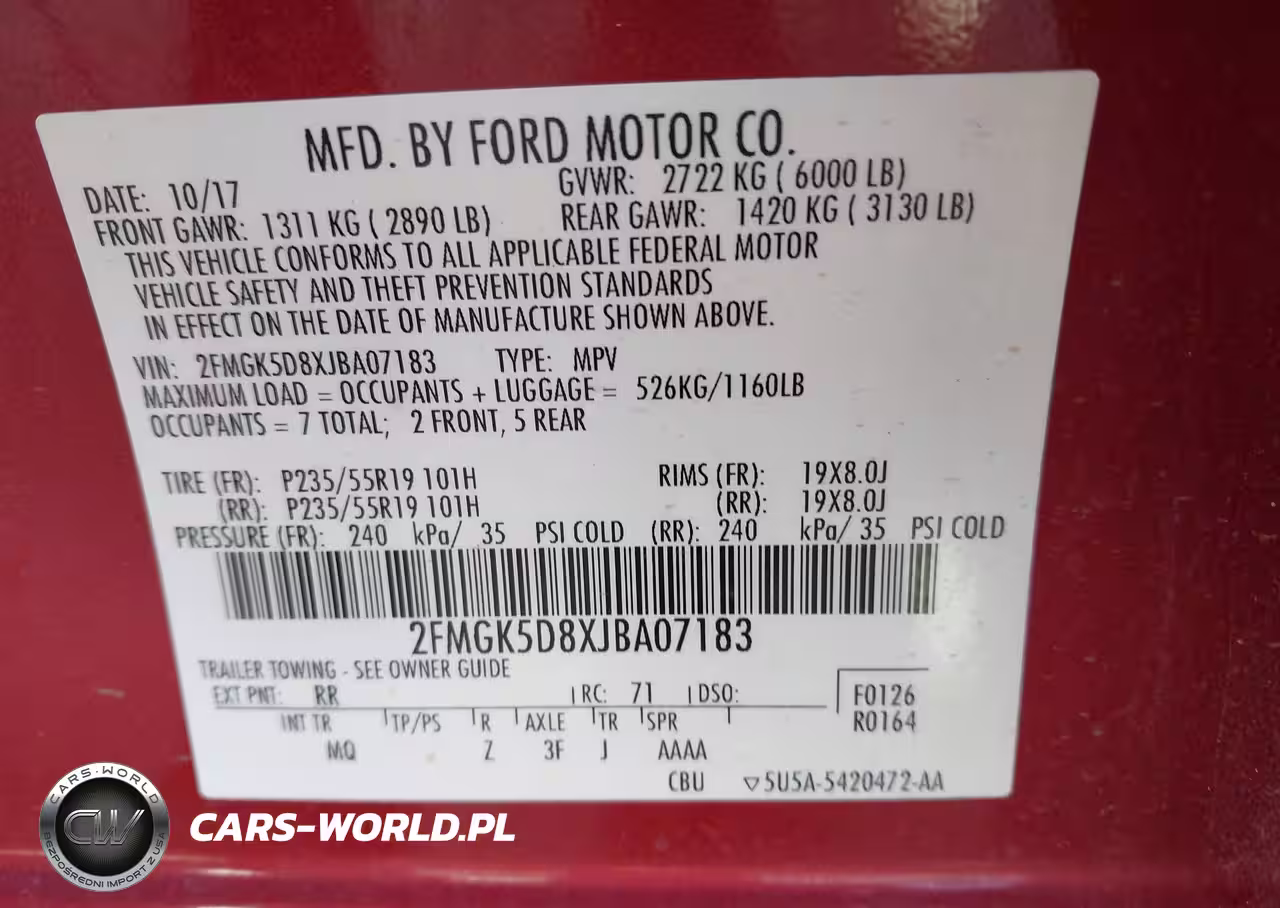 MFD. BY FORD MOTOR CO.
DATE: 10/17 GVWR: 2722 KG ( 6000 LB)
FRONT GAWR: 1311 KG ( 2890 LB) REAR GAWR: 1420 KG ( 3130 LB)
THIS VEHICLE CONFORMS TO ALL APPLICABLE FEDERAL MOTOR
VEHICLE SAFETY AND THEFT PREVENTION STANDARDS
IN EFFECT ON THE DATE OF MANUFACTURE SHOWN ABOVE.
VIN: 2FMGK5D8XJBA07183 TYPE: MPV
MAXIMUM LOAD = OCCUPANTS + LUGGAGE = 526KG/1160LB
OCCUPANTS = 7 TOTAL; 2 FRONT, 5 REAR
TIRE (FR): P235/55R19 101H RIMS (FR): 19X8.0J
(RR): P235/55R19 101H (RR): 19X8.0J
PRESSURE (FR): 240 kPa/ 35 PSI COLD (RR): 240 kPa/ 35 PSI COLD
2FMGK5D8XJBA07183
TRAILER TOWING - SEE OWNER GUIDE
EXT PNT: RR RC: 71 DSO: F0126
INT TR TP/PS R AXLE TR SPR R0164
MQ Z 3F J AAAA
CBU ▽5U5A-5420472-AA
CARS-WORLD
CW
BEZPOŚREDNI IMPORT Z USA
CARS-WORLD.PL